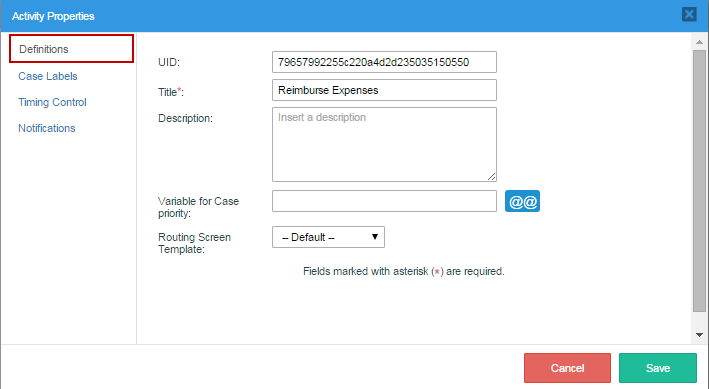 Activity Properties
Definitions
Case Labels
Timing Control
Notifications
UID: 79657992255c220a4d2d235035150550
Title*: Reimburse Expenses
Description: Insert a description
Variable for Case
priority:
@@
Routing Screen
Template:
-- Default --
Fields marked with asterisk (*) are required.
Cancel Save